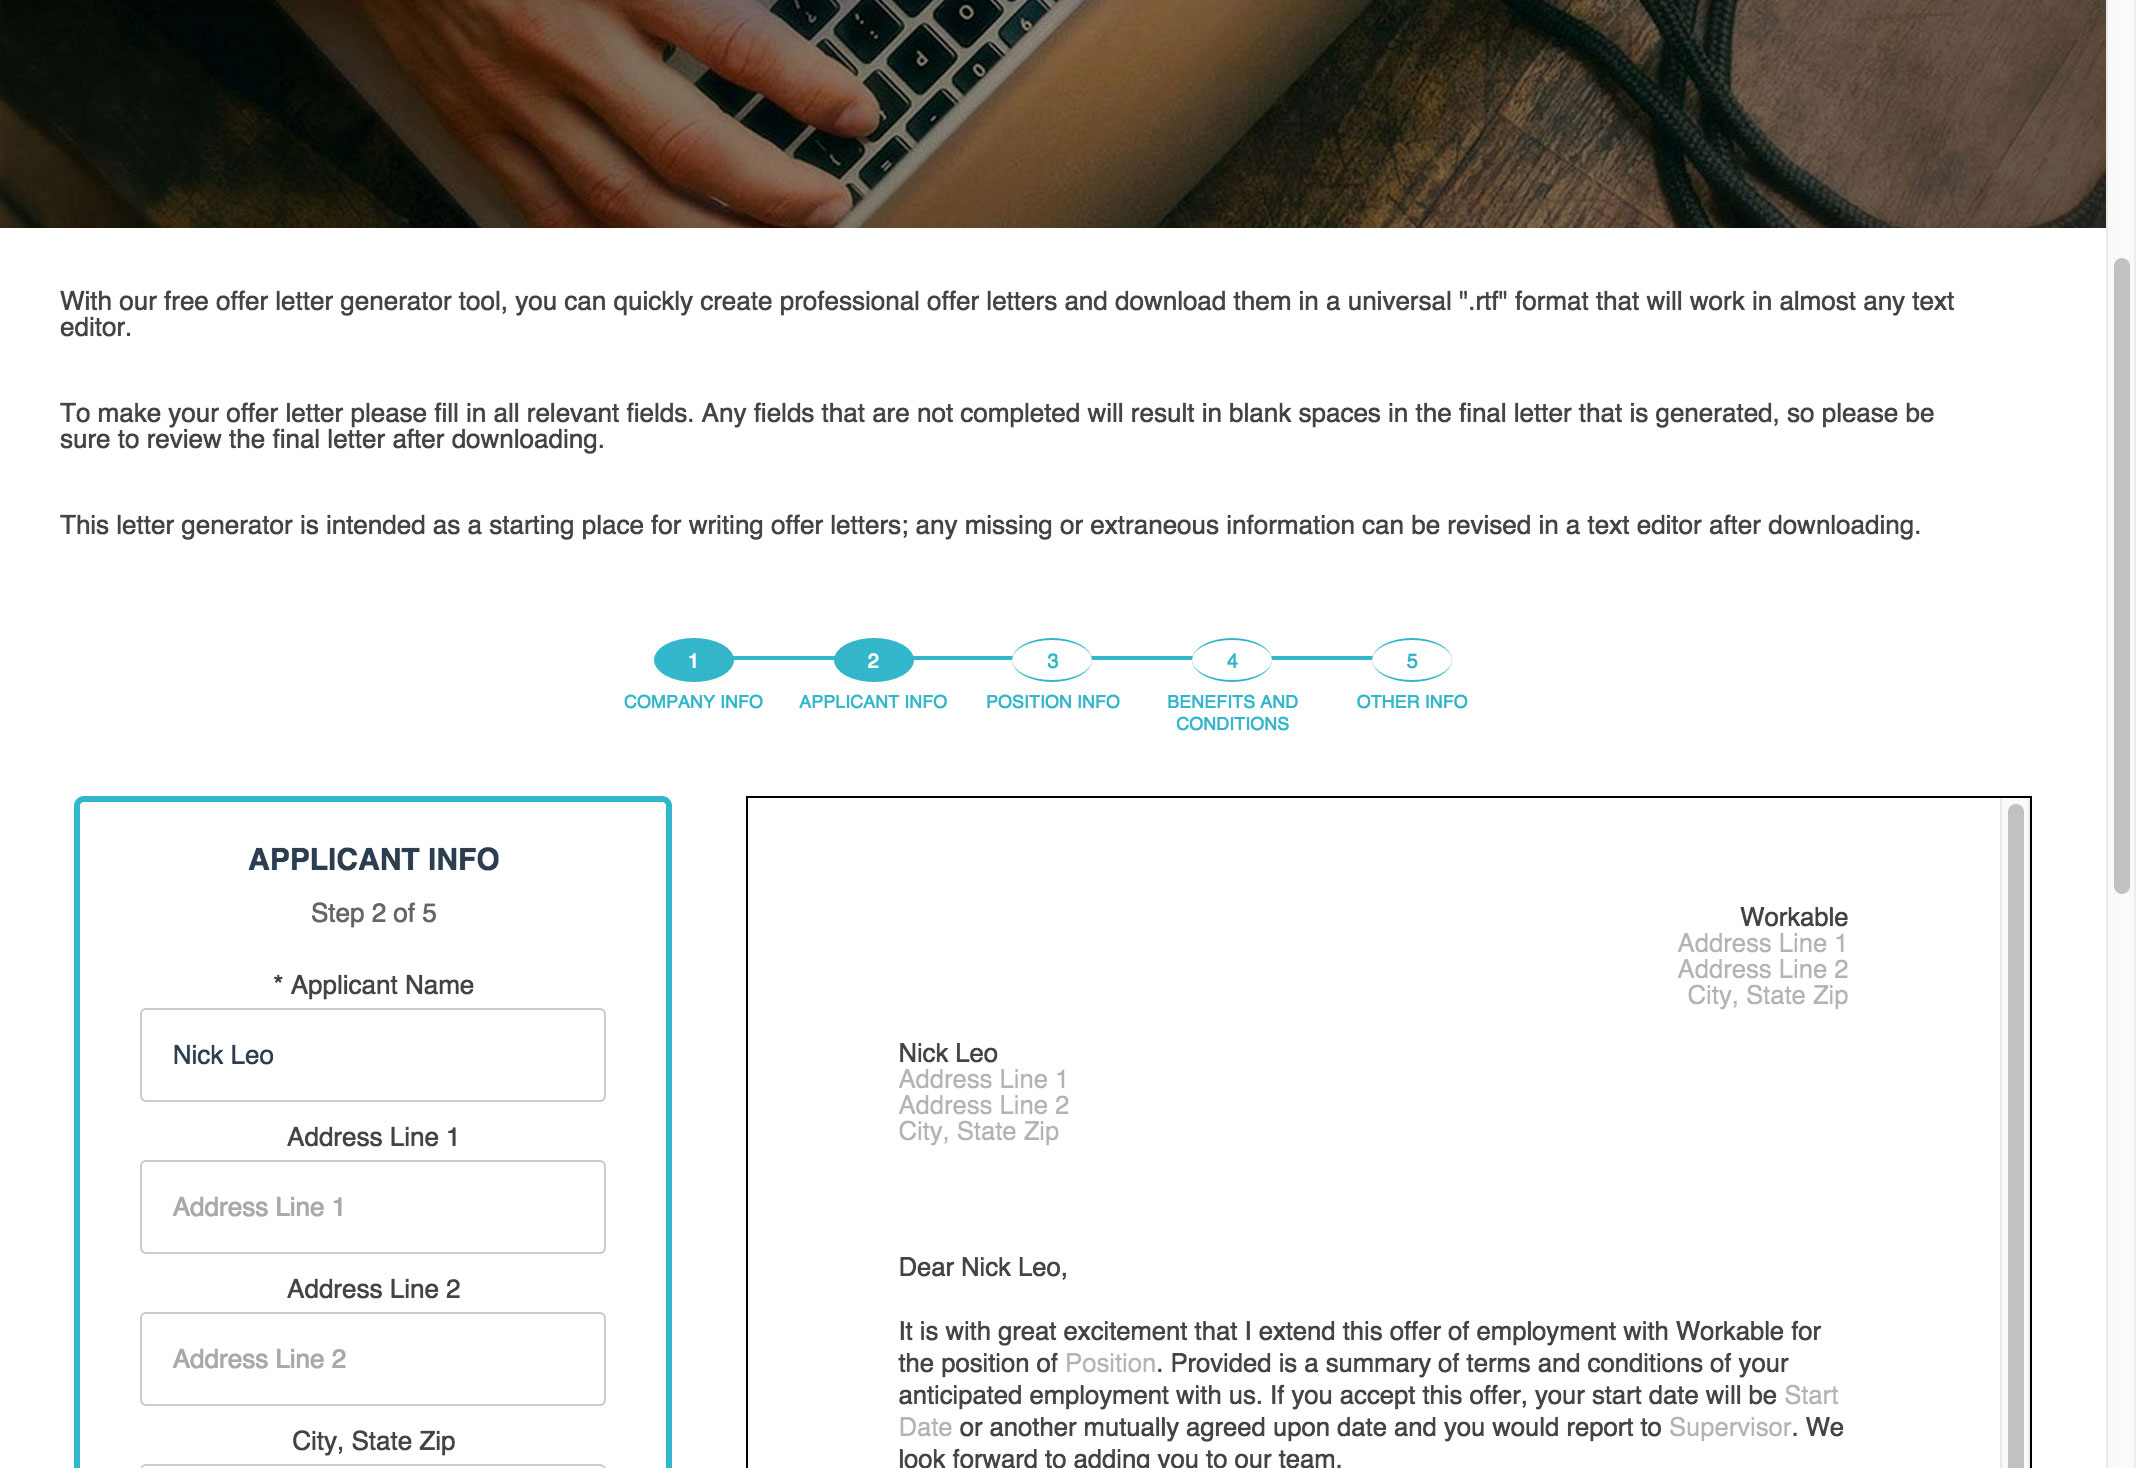 With our free offer letter generator tool, you can quickly create professional offer letters and download them in a universal ".rtf" format that will work in almost any text
editor.
To make your offer letter please fill in all relevant fields. Any fields that are not completed will result in blank spaces in the final letter that is generated, so please be
sure to review the final letter after downloading.
This letter generator is intended as a starting place for writing offer letters; any missing or extraneous information can be revised in a text editor after downloading.
1
2
3
4
5
COMPANY INFO
APPLICANT INFO
POSITION INFO
BENEFITS AND
CONDITIONS
OTHER INFO
APPLICANT INFO
Step 2 of 5
* Applicant Name
Nick Leo
Address Line 1
Address Line 1
Address Line 2
Address Line 2
City, State Zip
Workable
Address Line 1
Address Line 2
City, State Zip
Nick Leo
Address Line 1
Address Line 2
City, State Zip
Dear Nick Leo,
It is with great excitement that I extend this offer of employment with Workable for
the position of Position. Provided is a summary of terms and conditions of your
anticipated employment with us. If you accept this offer, your start date will be Start
Date or another mutually agreed upon date and you would report to Supervisor. We
look forward to adding you to our team.